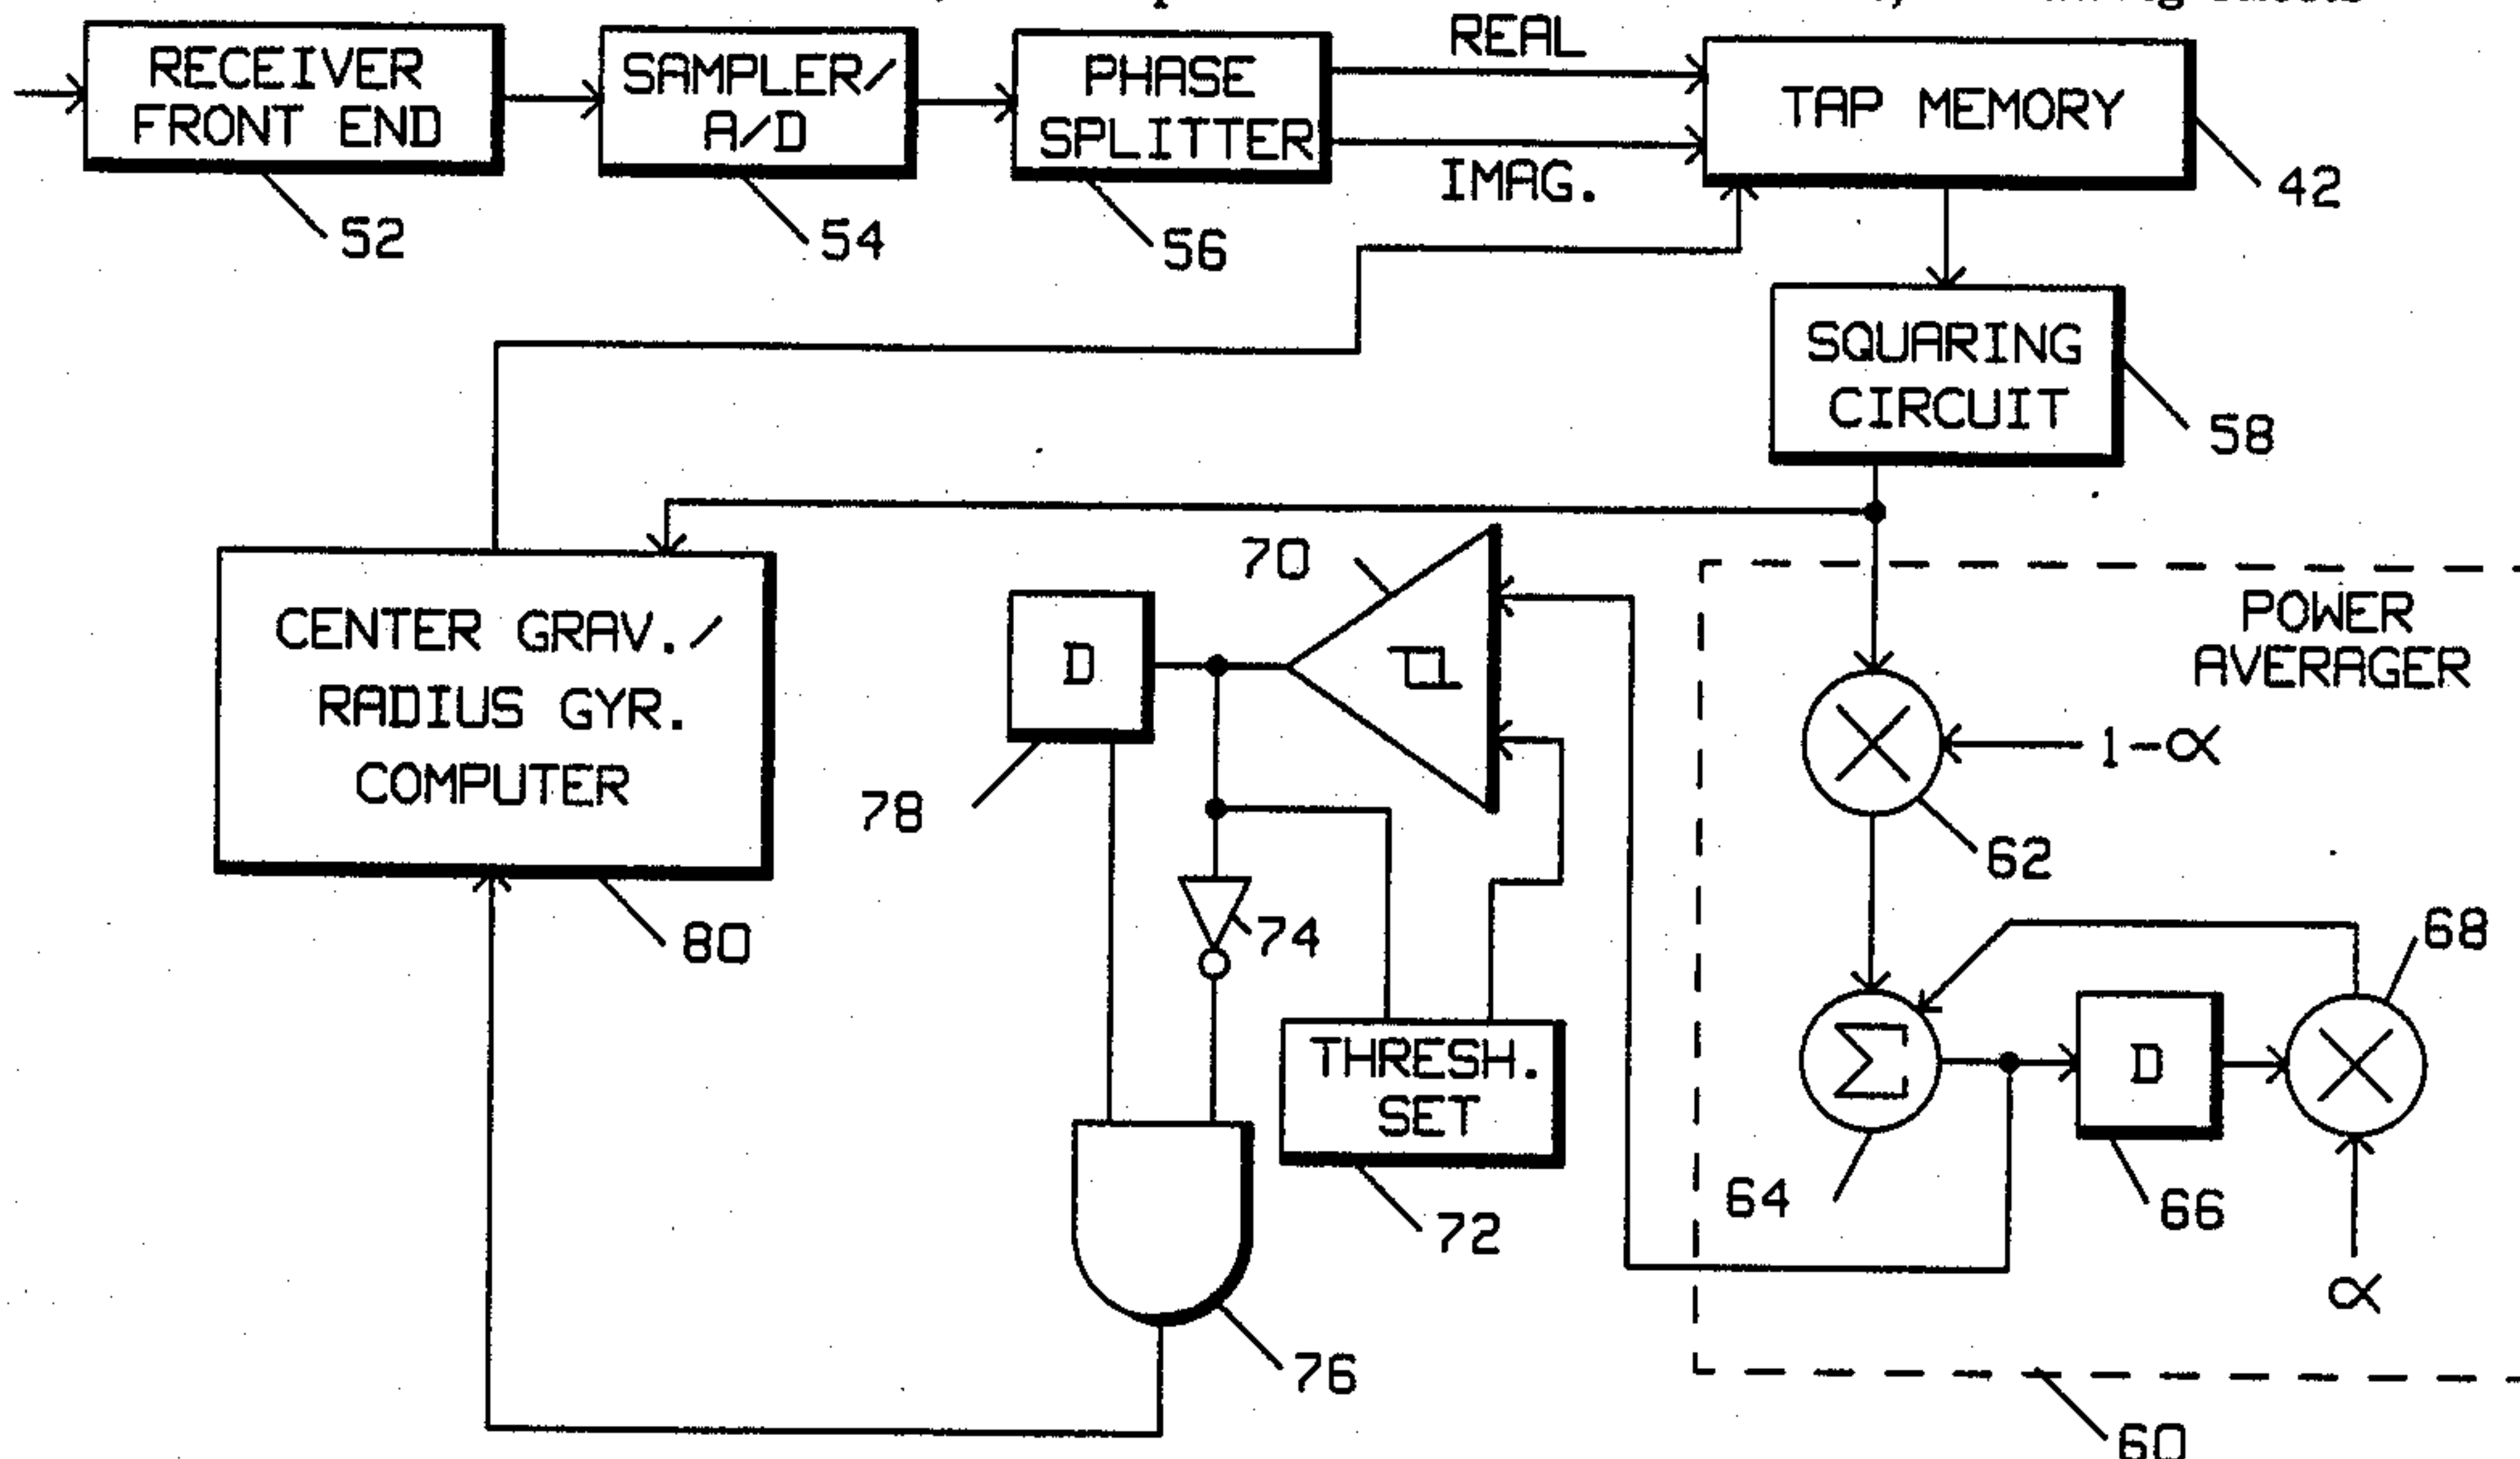 RECEIVER
FRONT END
52
SAMPLER/
A/D
54
PHASE
SPLITTER
56
REAL
IMAG.
TAP MEMORY
42
SQUARING
CIRCUIT
58
CENTER GRAV./
RADIUS GYR.
COMPUTER
80
D
78
70
74
THRESH.
SET
72
76
POWER
AVERAGER
1-α
62
Σ
64
D
66
68
α
60